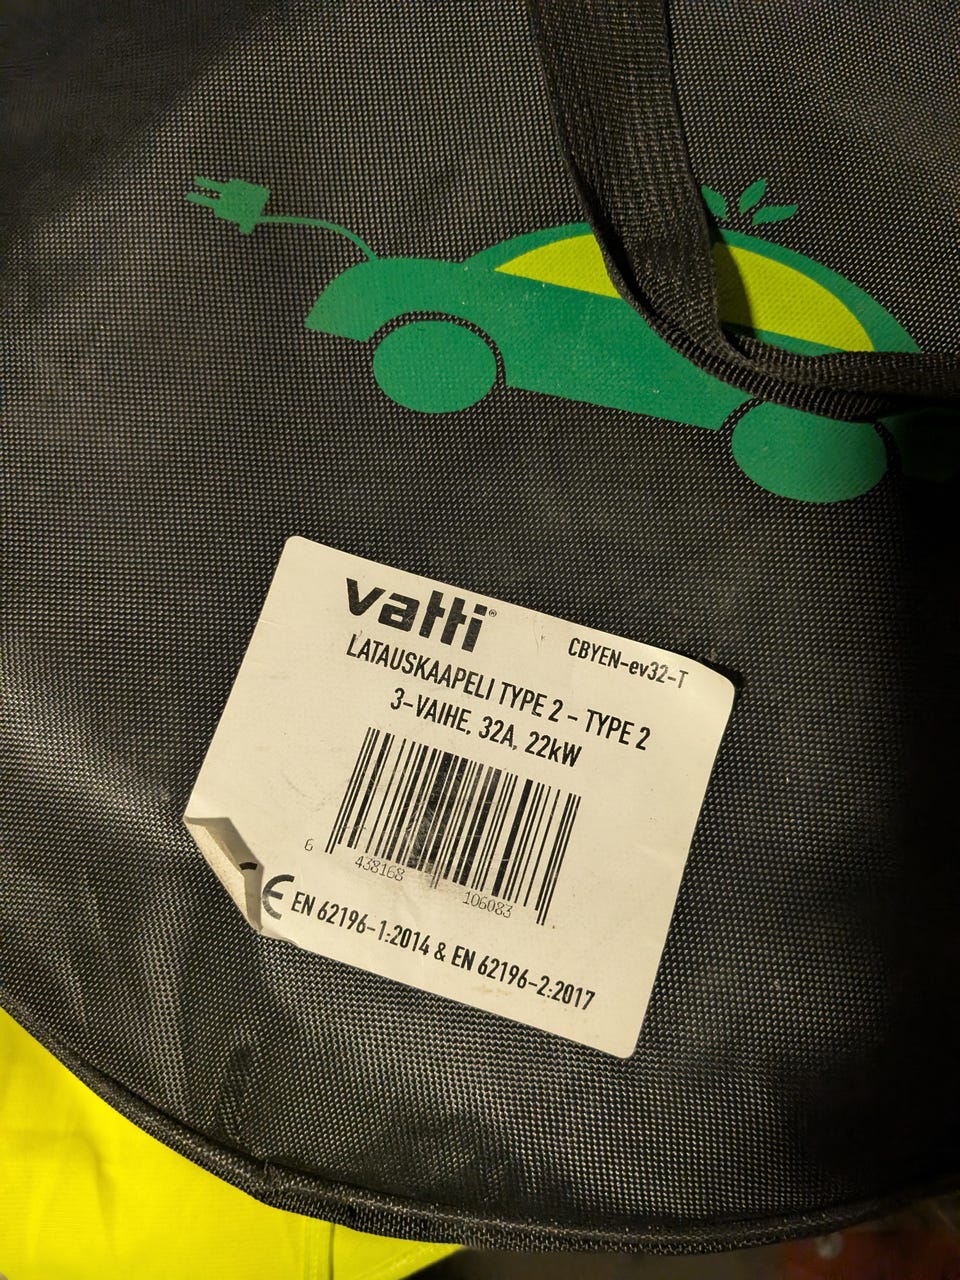 vatti®
CBYEN-ev32-T
LATAUSKAAPELI TYPE 2 - TYPE 2
3-VAIHE, 32A, 22kW
6 438168 106083
CE EN 62196-1:2014 & EN 62196-2:2017